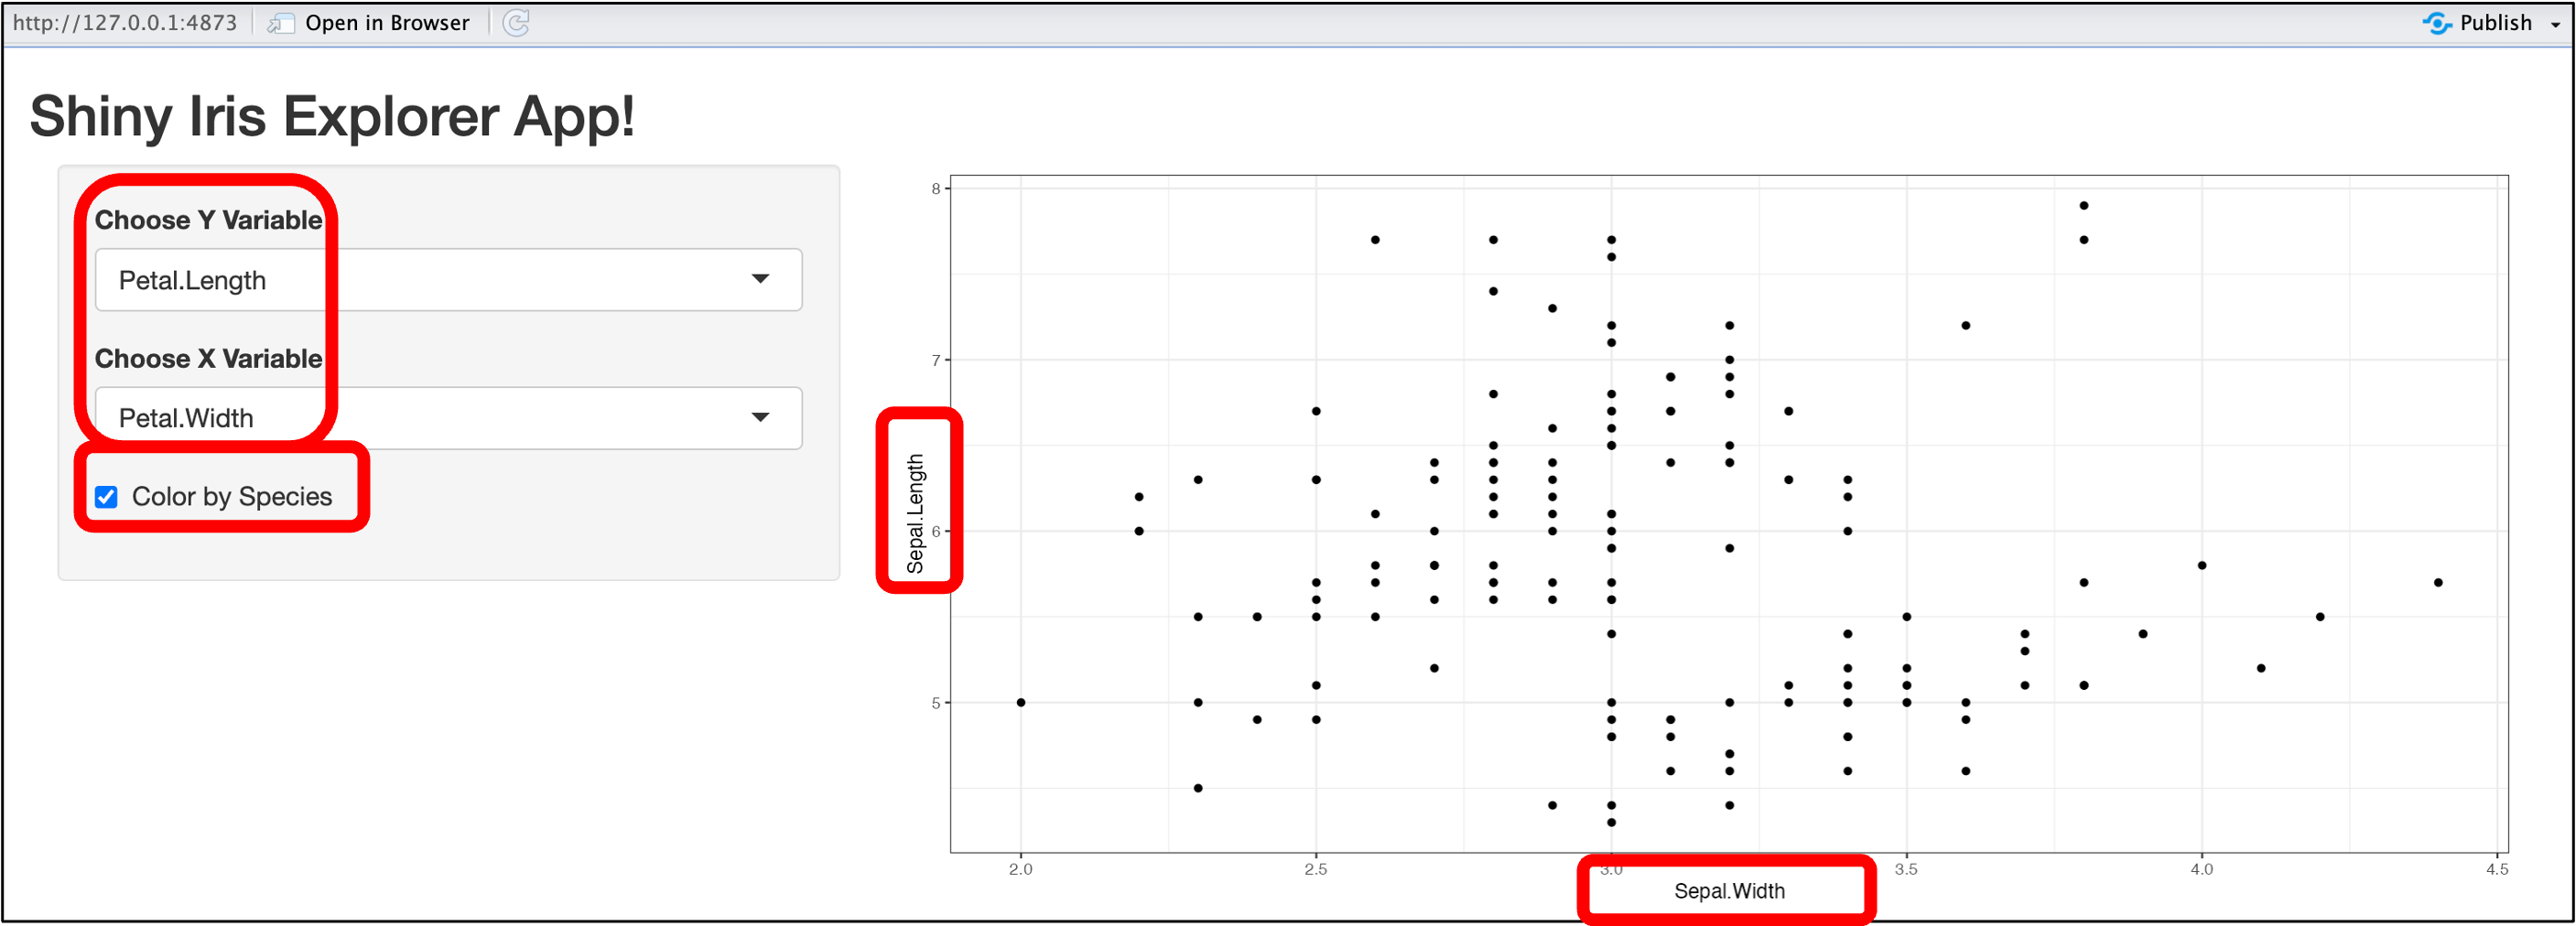 http://127.0.0.1:4873 Open in Browser Publish
Shiny Iris Explorer App!
Choose Y Variable
Petal.Length
Choose X Variable
Petal.Width
Color by Species
Sepal.Length
8
7
6
5
2.0 2.5 3.0 3.5 4.0 4.5
Sepal.Width